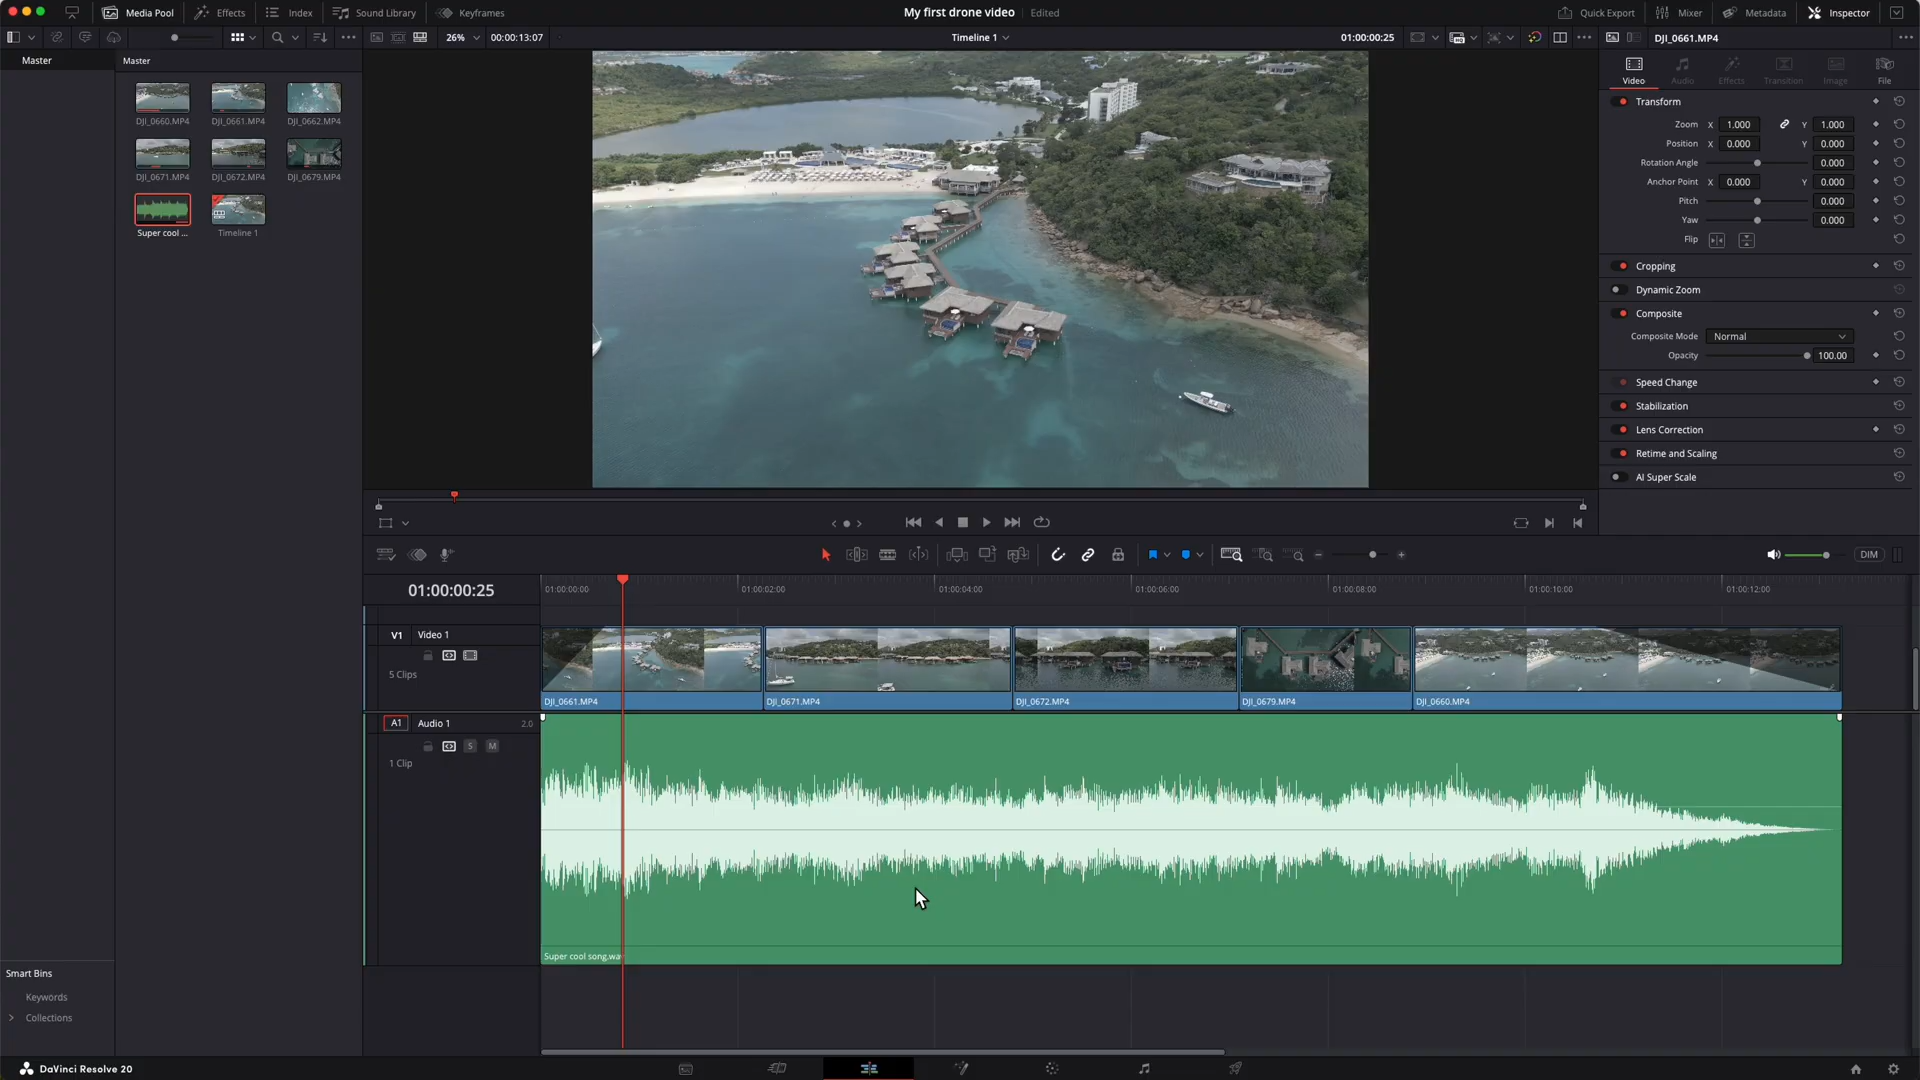 Media Pool
Effects
Index
Sound Library
Keyframes
My first drone video
Edited
Quick Export
Mixer
Metadata
Inspector
26%
00:00:13:07
Timeline 1
01:00:00:25
DJI_0661.MP4
Master
Master
DJI_0660.MP4
DJI_0661.MP4
DJI_0662.MP4
DJI_0671.MP4
DJI_0672.MP4
DJI_0679.MP4
Super cool ...
Timeline 1
Video
Audio
Effects
Transition
Image
File
Transform
Zoom X 1.000 Y 1.000
Position X 0.000 Y 0.000
Rotation Angle 0.000
Anchor Point X 0.000 Y 0.000
Pitch 0.000
Yaw 0.000
Flip
Cropping
Dynamic Zoom
Composite
Composite Mode Normal
Opacity 100.00
Speed Change
Stabilization
Lens Correction
Retime and Scaling
AI Super Scale
DIM
01:00:00:25
01:00:00:00
01:00:02:00
01:00:04:00
01:00:06:00
01:00:08:00
01:00:10:00
01:00:12:00
V1 Video 1
5 Clips
DJI_0661.MP4
DJI_0671.MP4
DJI_0672.MP4
DJI_0679.MP4
DJI_0660.MP4
A1 Audio 1 2.0
S M
1 Clip
Super cool song.wav
Smart Bins
Keywords
Collections
DaVinci Resolve 20